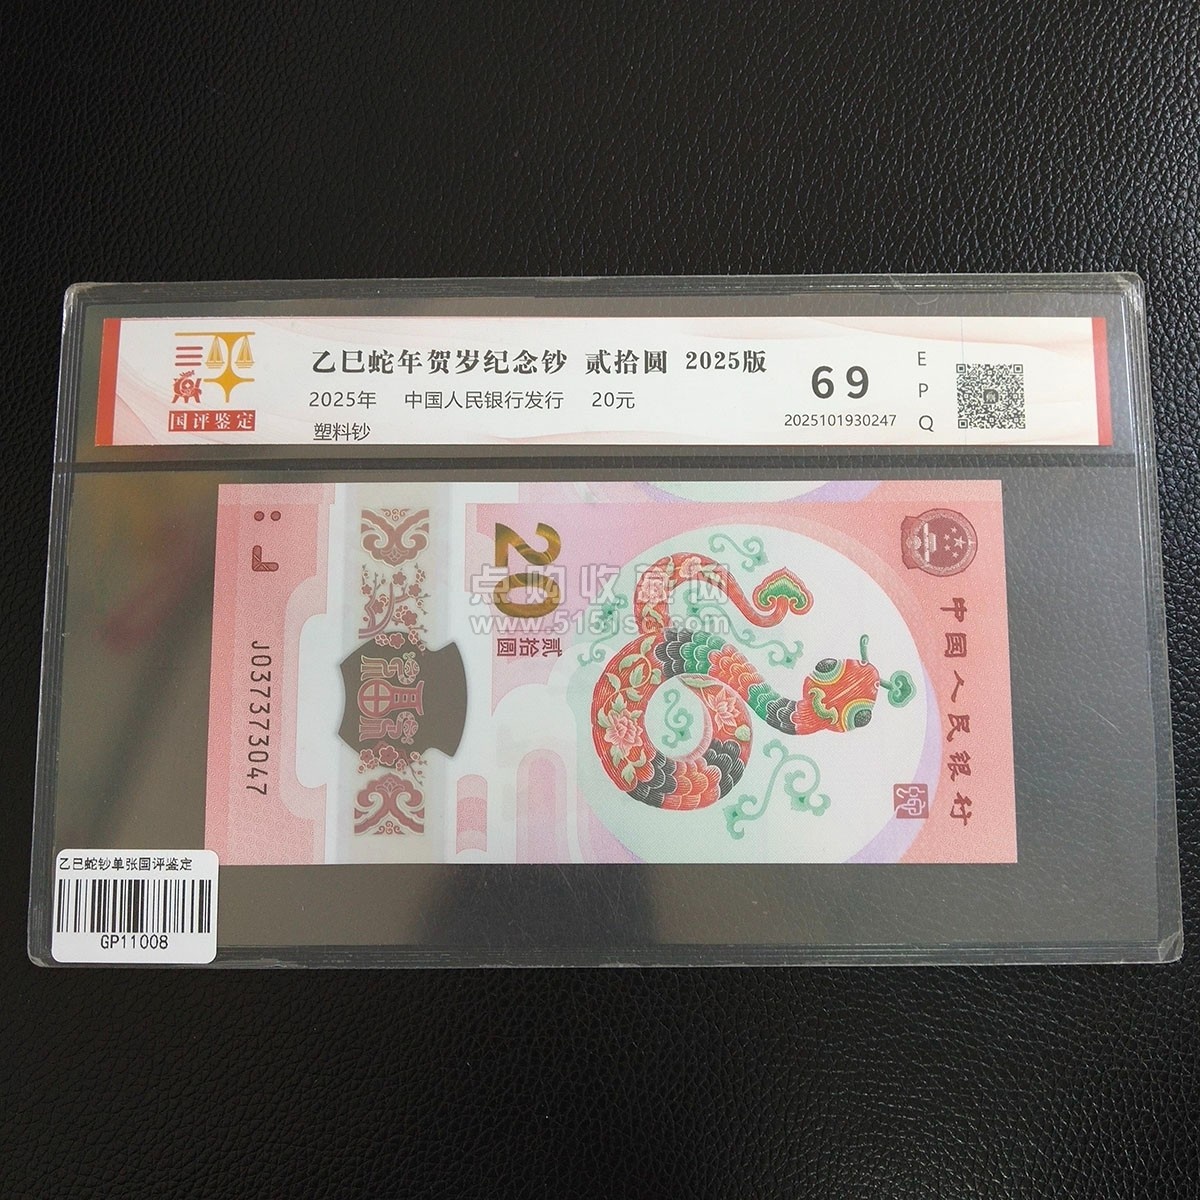 国评鉴定
乙巳蛇年贺岁纪念钞 贰拾圆 2025版
2025年 中国人民银行发行 20元
塑料钞
69
2025101930247
EPQ
20
贰拾圆
J037373047
中国人民银行
点购收藏网
www.5151sc.com
乙巳蛇钞单张国评鉴定
GP11008